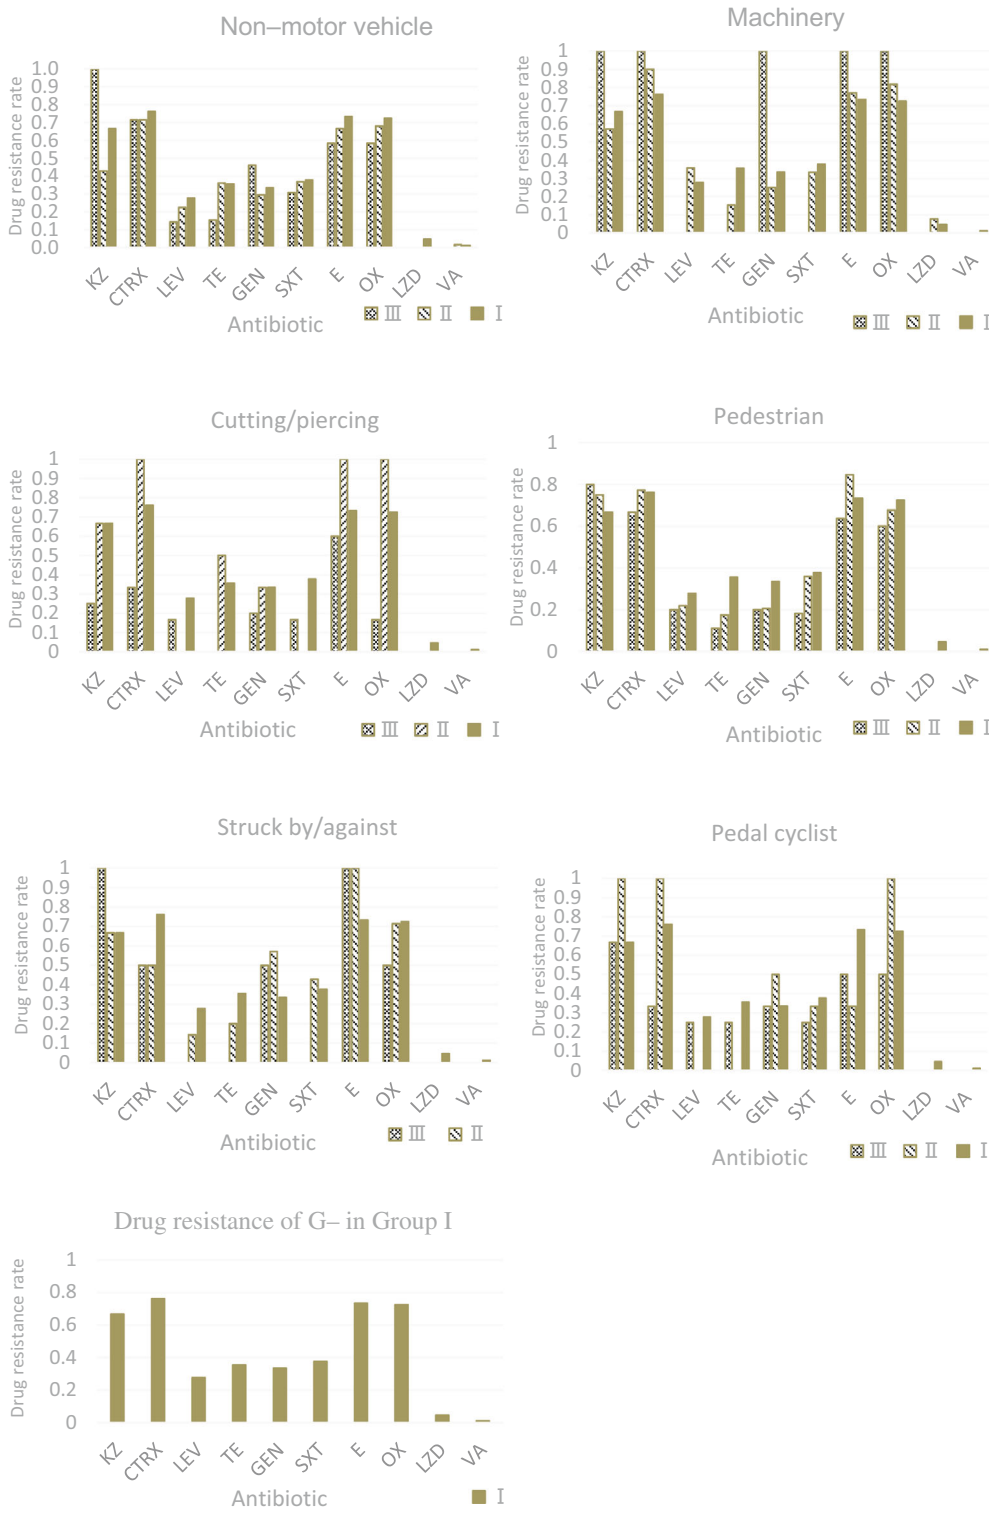 Non–motor vehicle
Drug resistance rate
1.0
0.9
0.8
0.7
0.6
0.5
0.4
0.3
0.2
0.1
0.0
KZ
CTRX
LEV
TE
GEN
SXT
E
OX
LZD
VA
Antibiotic
Ⅲ Ⅱ Ⅰ
Machinery
Drug resistance rate
1
0.9
0.8
0.7
0.6
0.5
0.4
0.3
0.2
0.1
0
KZ
CTRX
LEV
TE
GEN
SXT
E
OX
LZD
VA
Antibiotic
Ⅲ Ⅱ Ⅰ
Cutting/piercing
Drug resistance rate
1
0.9
0.8
0.7
0.6
0.5
0.4
0.3
0.2
0.1
0
KZ
CTRX
LEV
TE
GEN
SXT
E
OX
LZD
VA
Antibiotic
Ⅲ Ⅱ Ⅰ
Pedestrian
Drug resistance rate
1
0.8
0.6
0.4
0.2
0
KZ
CTRX
LEV
TE
GEN
SXT
E
OX
LZD
VA
Antibiotic
Ⅲ Ⅱ Ⅰ
Struck by/against
Drug resistance rate
1
0.9
0.8
0.7
0.6
0.5
0.4
0.3
0.2
0.1
0
KZ
CTRX
LEV
TE
GEN
SXT
E
OX
LZD
VA
Antibiotic
Ⅲ Ⅱ
Pedal cyclist
Drug resistance rate
1
0.9
0.8
0.7
0.6
0.5
0.4
0.3
0.2
0.1
0
KZ
CTRX
LEV
TE
GEN
SXT
E
OX
LZD
VA
Antibiotic
Ⅲ Ⅱ Ⅰ
Drug resistance of G– in Group I
Drug resistance rate
1
0.8
0.6
0.4
0.2
0
KZ
CTRX
LEV
TE
GEN
SXT
E
OX
LZD
VA
Antibiotic
Ⅰ